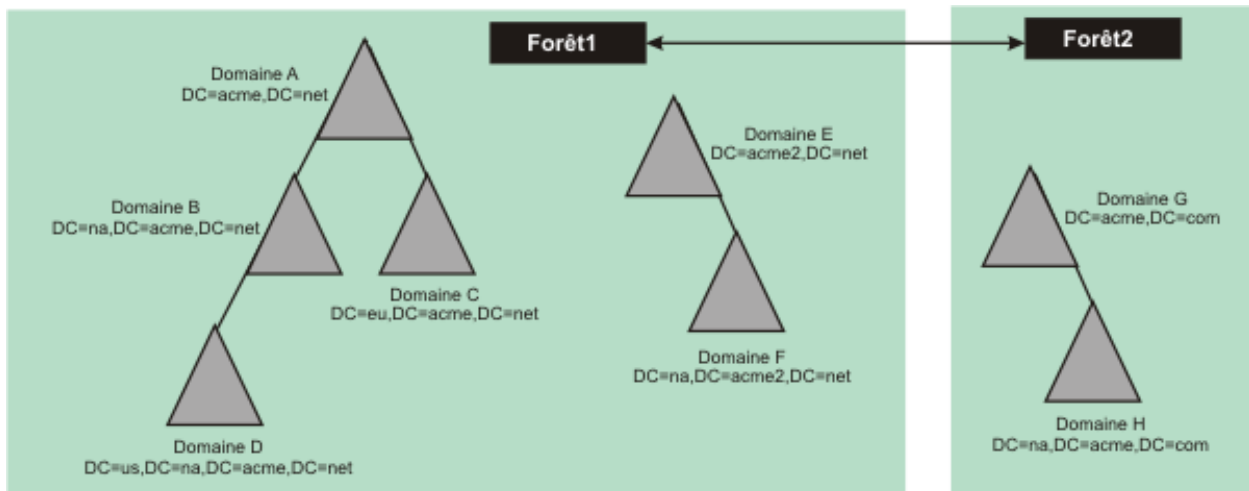 Forêt1
Forêt2
Domaine A
DC=acme,DC=net
Domaine B
DC=na,DC=acme,DC=net
Domaine C
DC=eu,DC=acme,DC=net
Domaine D
DC=us,DC=na,DC=acme,DC=net
Domaine E
DC=acme2,DC=net
Domaine F
DC=na,DC=acme2,DC=net
Domaine G
DC=acme,DC=com
Domaine H
DC=na,DC=acme,DC=com